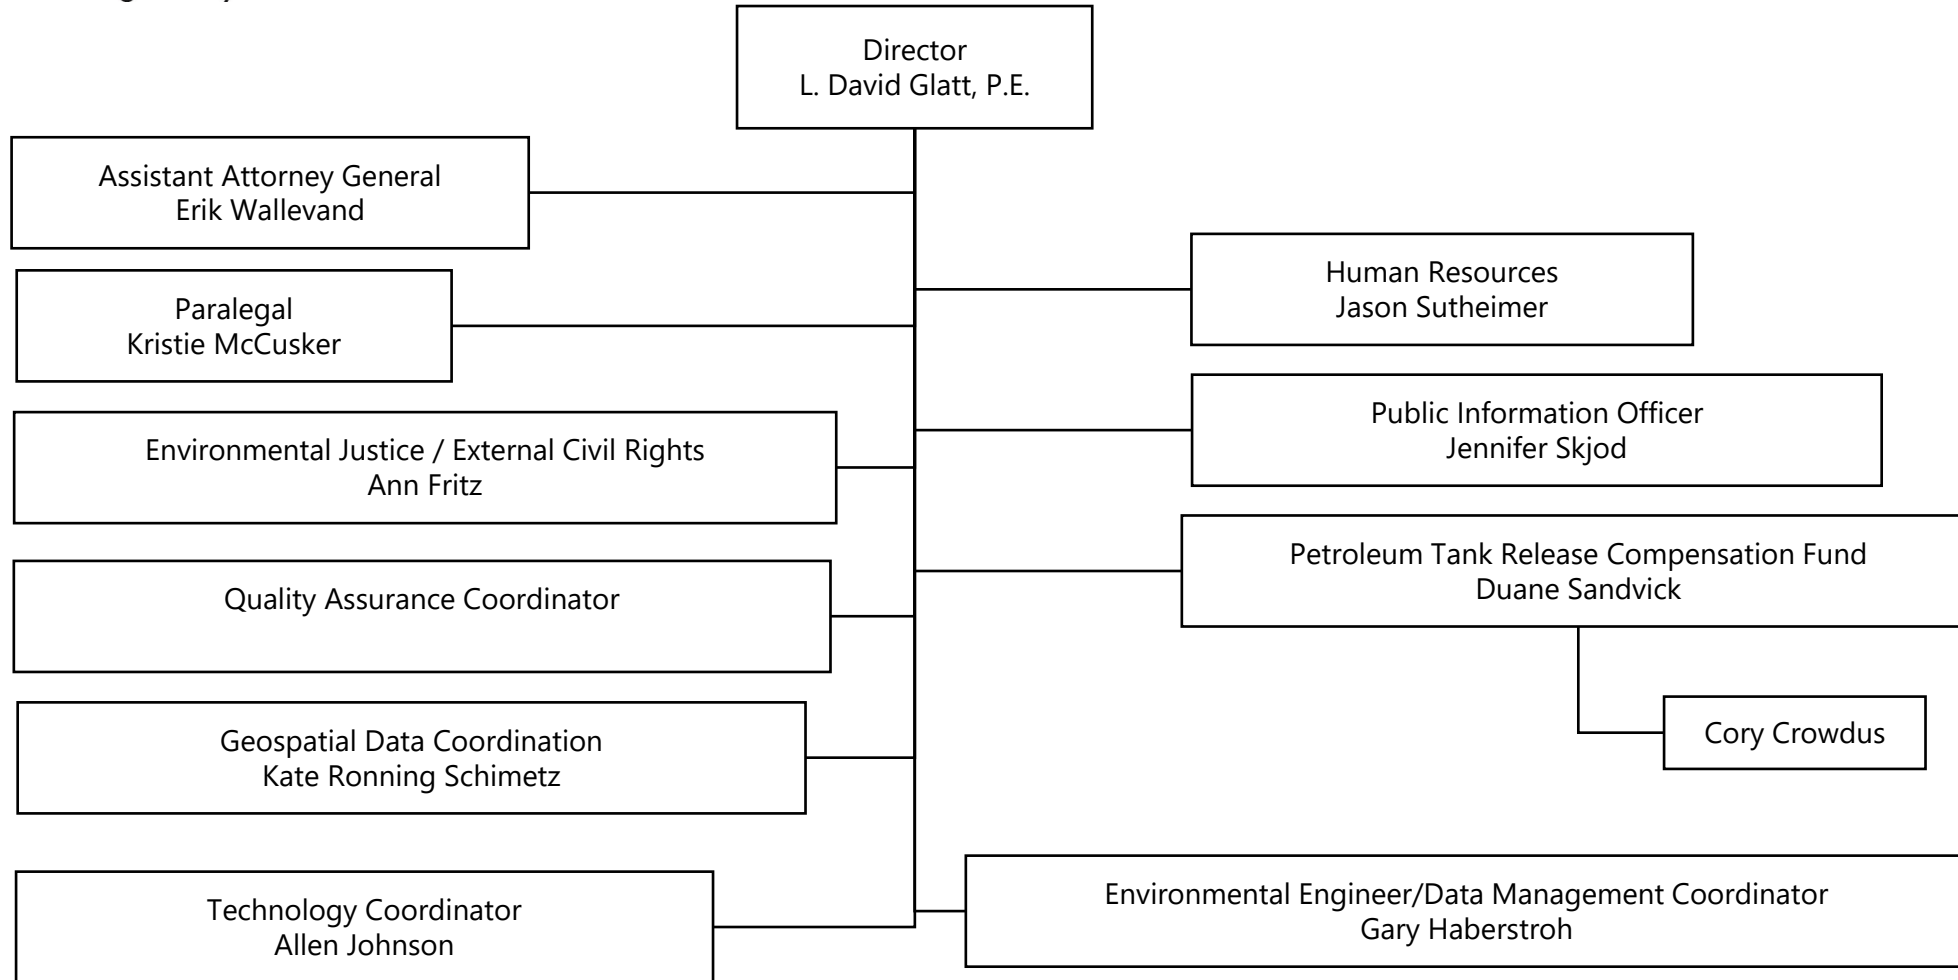 Director
L. David Glatt, P.E.
Assistant Attorney General
Erik Wallevand
Human Resources
Jason Sutheimer
Paralegal
Kristie McCusker
Public Information Officer
Jennifer Skjod
Environmental Justice / External Civil Rights
Ann Fritz
Petroleum Tank Release Compensation Fund
Duane Sandvick
Quality Assurance Coordinator
Cory Crowdus
Geospatial Data Coordination
Kate Ronning Schimetz
Environmental Engineer/Data Management Coordinator
Gary Haberstroh
Technology Coordinator
Allen Johnson